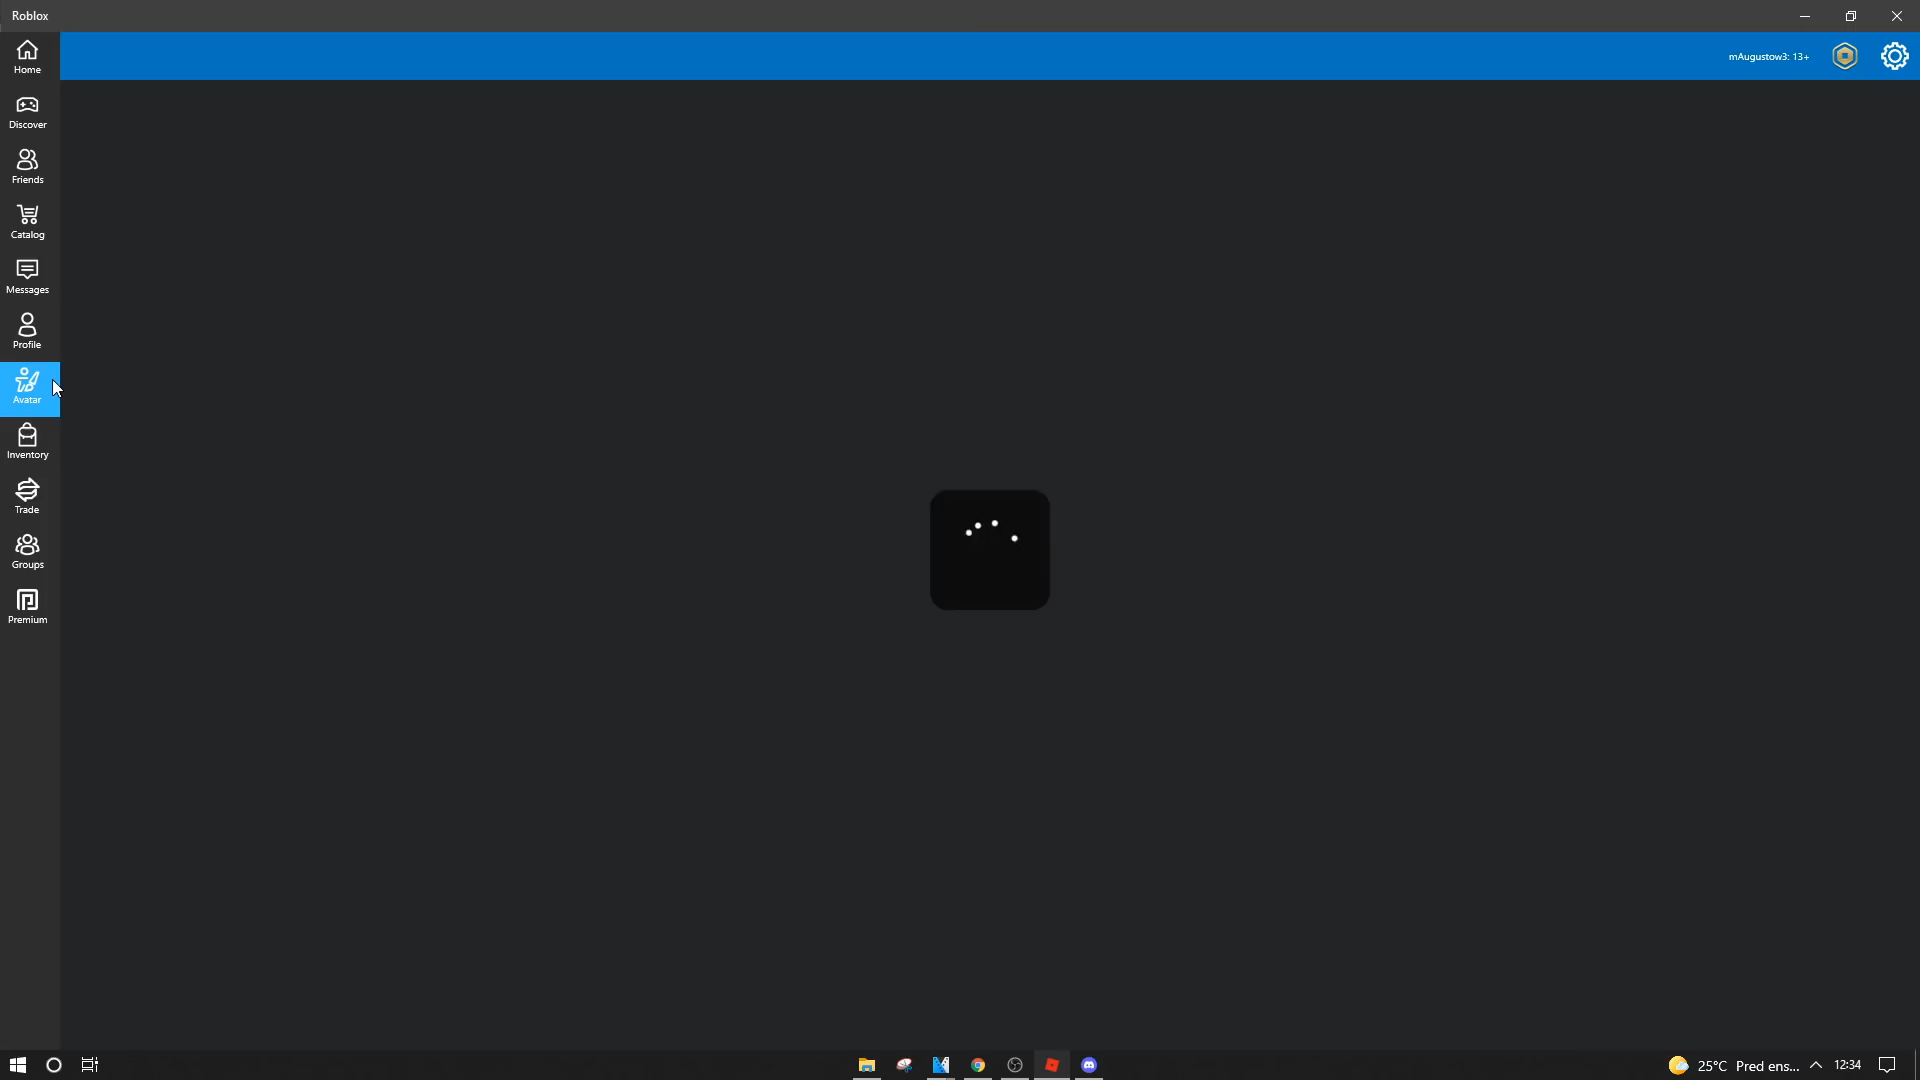 Roblox
mAugustow3: 13+
Home
Discover
Friends
Catalog
Messages
Profile
Avatar
Inventory
Trade
Groups
Premium
25°C Pred ens... 12:34